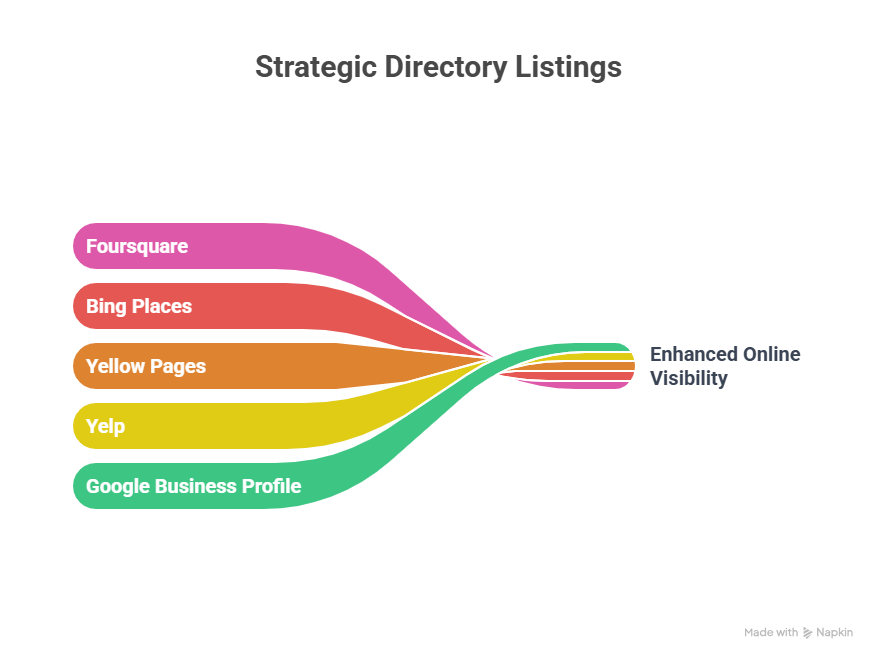 Strategic Directory Listings
Foursquare
Bing Places
Yellow Pages
Yelp
Google Business Profile
Enhanced Online
Visibility
Made with Napkin